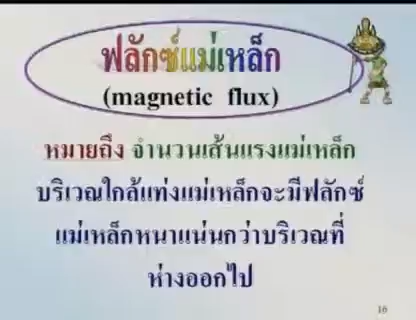 ฟลักซ์แม่เหล็ก
(magnetic flux)
หมายถึง จำนวนเส้นแรงแม่เหล็ก
บริเวณใกล้แท่งแม่เหล็กจะมีฟลักซ์
แม่เหล็กหนาแน่นกว่าบริเวณที่
ห่างออกไป